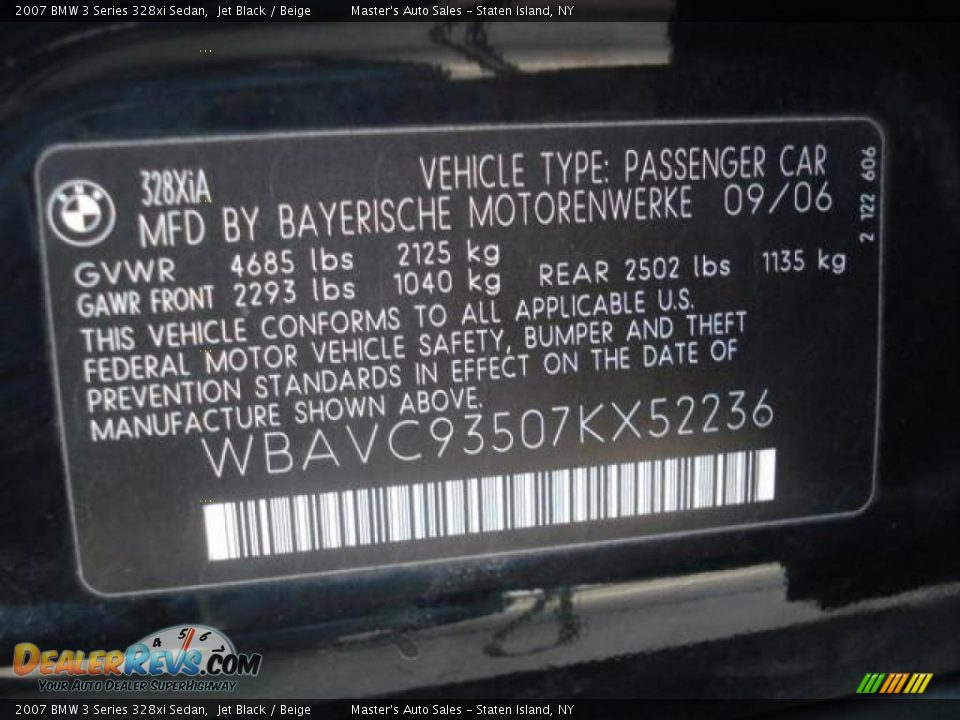 2007 BMW 3 Series 328xi Sedan, Jet Black / Beige Master's Auto Sales - Staten Island, NY
328XiA VEHICLE TYPE: PASSENGER CAR
MFD BY BAYERISCHE MOTORENWERKE 09/06
2 122 606
GVWR 4685 lbs 2125 kg
GAWR FRONT 2293 lbs 1040 kg REAR 2502 lbs 1135 kg
THIS VEHICLE CONFORMS TO ALL APPLICABLE U.S.
FEDERAL MOTOR VEHICLE SAFETY, BUMPER AND THEFT
PREVENTION STANDARDS IN EFFECT ON THE DATE OF
MANUFACTURE SHOWN ABOVE.
WBAVC93507KX52236
4 5 6
DEALERREVS.COM
YOUR AUTO DEALER SUPERHIGHWAY
2007 BMW 3 Series 328xi Sedan, Jet Black / Beige Master's Auto Sales - Staten Island, NY